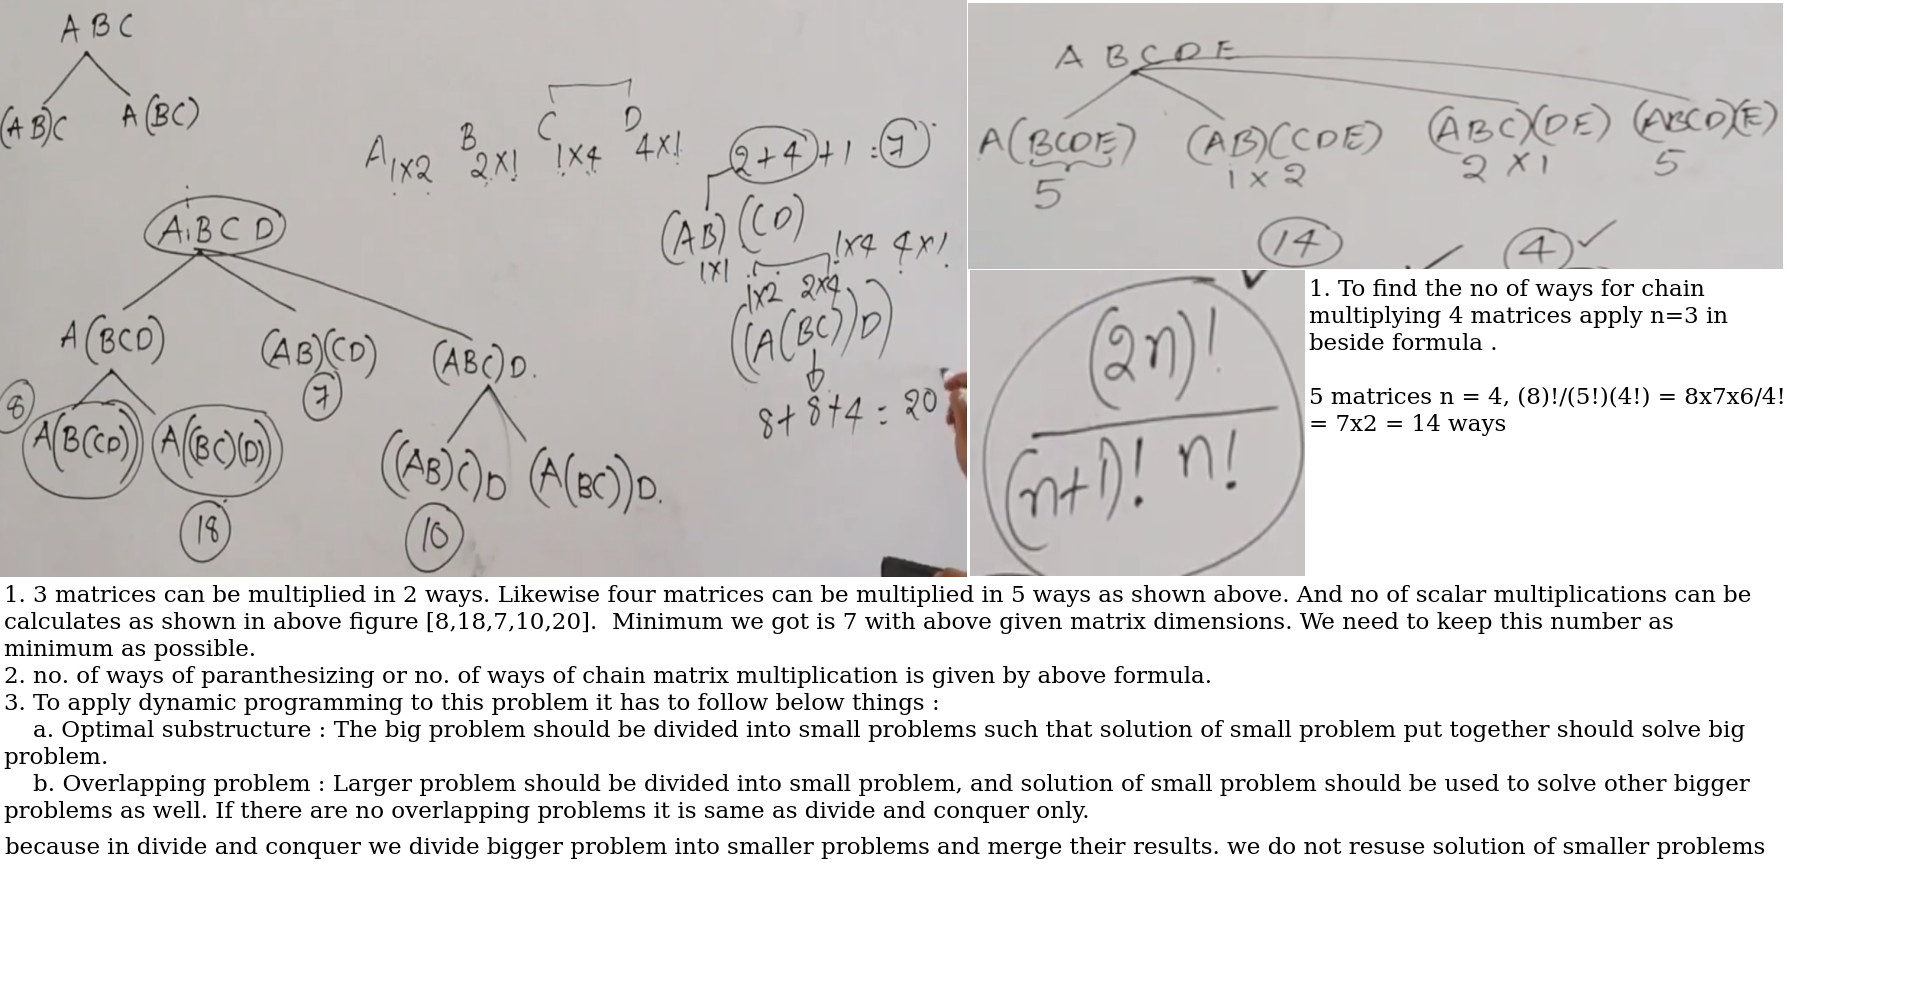 A B C
(AB)C A(BC)
A 1x2 B 2x1 C 1x4 D 4x1
(2+4)+1 = 7
A B C D
(AB) (CD)
1x1 1x4 4x1
1x2 2x4
((A(BC))D)
8+8+4 = 20
A(BCD) (AB)(CD) (ABC)D.
8 7
A(B(CD)) A((BC)(D)) ((AB)C)D (A(BC))D.
18 10
A B C D E
A(BCDE) (AB)(CDE) (ABC)(DE) (ABCD)(E)
5 1 x 2 2 x 1 5
14 4
(2n)!
(n+1)! n!
1. To find the no of ways for chain
multiplying 4 matrices apply n=3 in
beside formula .
5 matrices n = 4, (8)!/(5!)(4!) = 8x7x6/4!
= 7x2 = 14 ways
1. 3 matrices can be multiplied in 2 ways. Likewise four matrices can be multiplied in 5 ways as shown above. And no of scalar multiplications can be
calculates as shown in above figure [8,18,7,10,20].  Minimum we got is 7 with above given matrix dimensions. We need to keep this number as
minimum as possible.
2. no. of ways of paranthesizing or no. of ways of chain matrix multiplication is given by above formula.
3. To apply dynamic programming to this problem it has to follow below things :
a. Optimal substructure : The big problem should be divided into small problems such that solution of small problem put together should solve big
problem.
b. Overlapping problem : Larger problem should be divided into small problem, and solution of small problem should be used to solve other bigger
problems as well. If there are no overlapping problems it is same as divide and conquer only.
because in divide and conquer we divide bigger problem into smaller problems and merge their results. we do not resuse solution of smaller problems